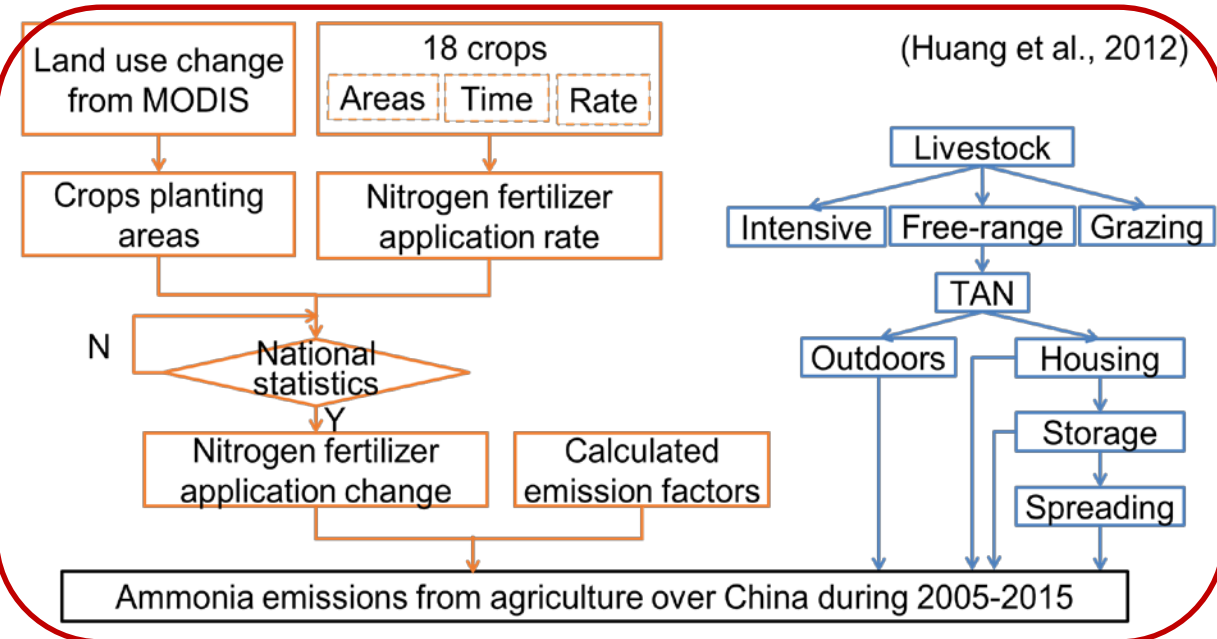 Land use change
from MODIS
18 crops
Areas
Time
Rate
(Huang et al., 2012)
Crops planting
areas
Nitrogen fertilizer
application rate
Livestock
Intensive
Free-range
Grazing
TAN
N
National
statistics
Y
Outdoors
Housing
Nitrogen fertilizer
application change
Calculated
emission factors
Storage
Spreading
Ammonia emissions from agriculture over China during 2005-2015